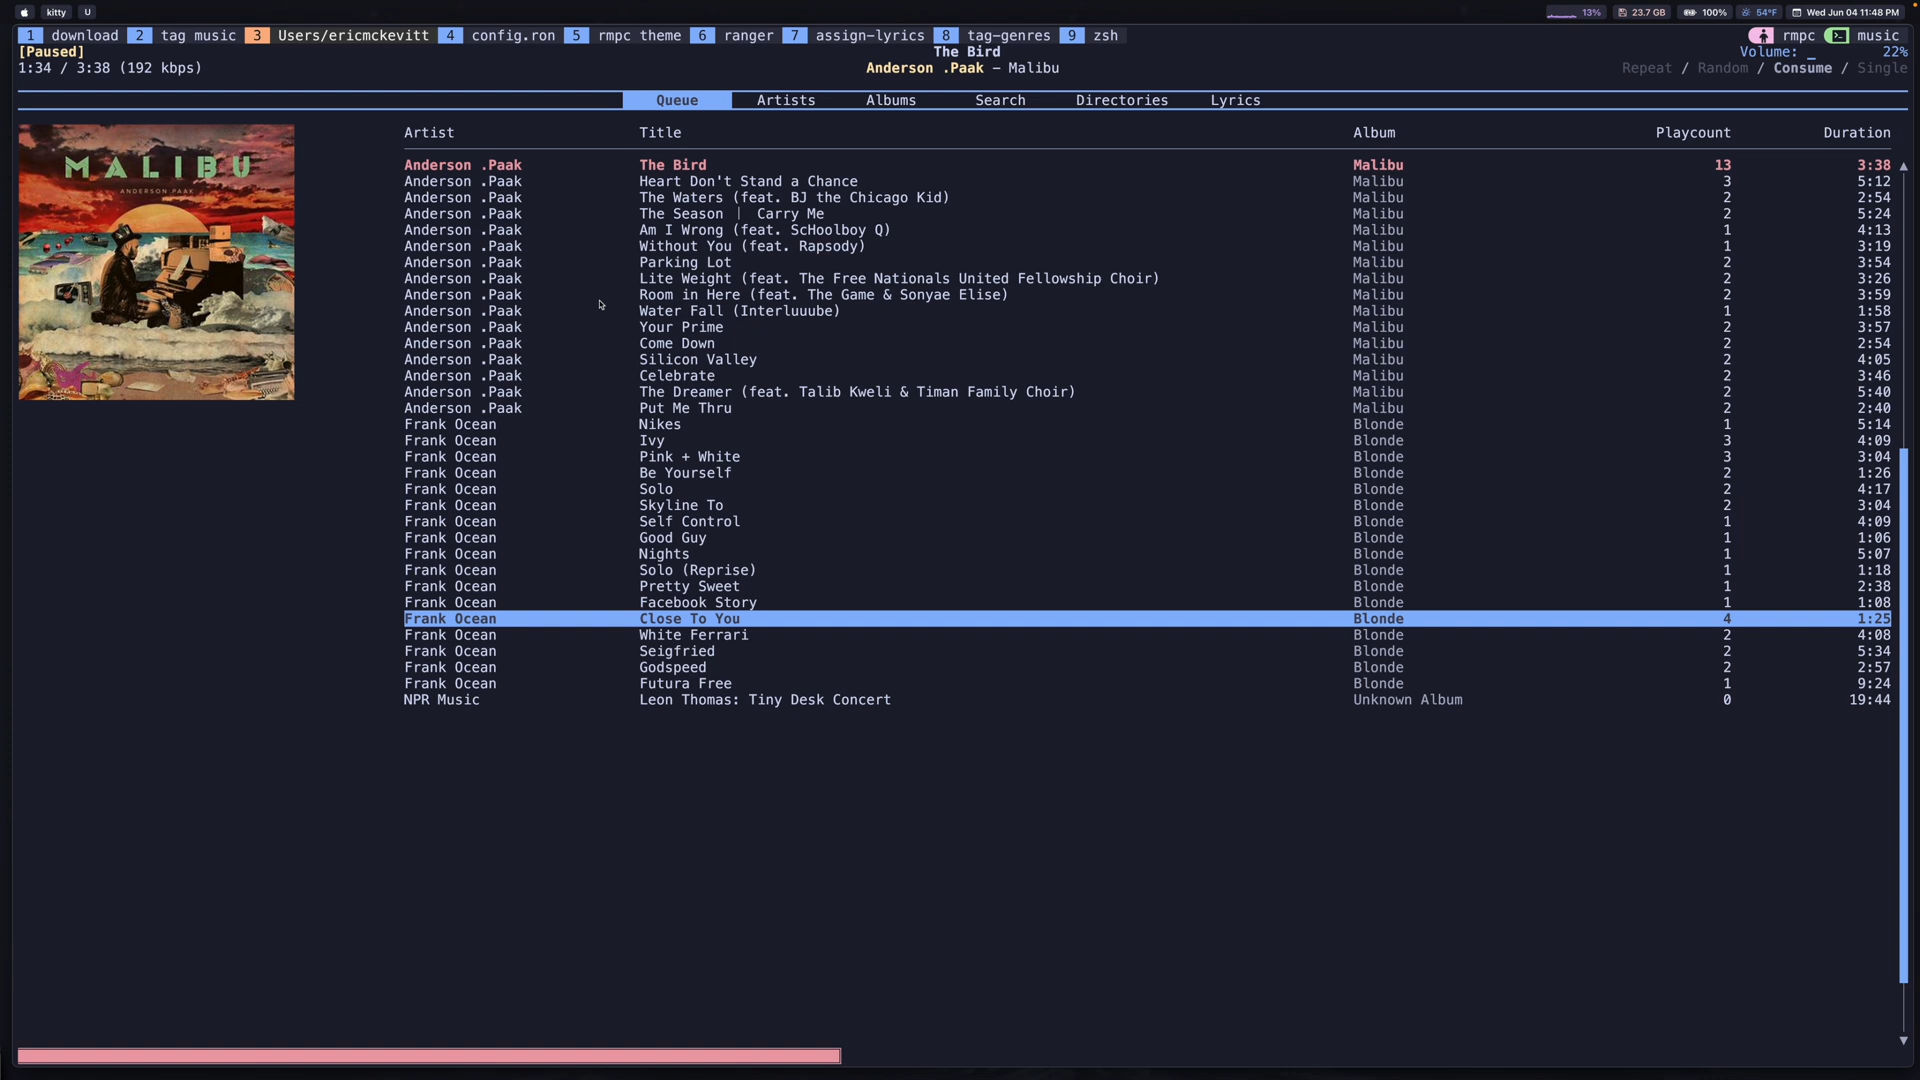 kitty U 13% 23.7 GB 100% 54°F Wed Jun 04 11:48 PM
1 download 2 tag music 3 Users/ericmckevitt 4 config.ron 5 rmpc theme 6 ranger 7 assign-lyrics 8 tag-genres 9 zsh rmpc music
[Paused] The Bird Volume: _ 22%
1:34 / 3:38 (192 kbps) Anderson .Paak - Malibu Repeat / Random / Consume / Single
Queue Artists Albums Search Directories Lyrics
MALIBU
ANDERSON .PAAK
Artist Title Album Playcount Duration
Anderson .Paak The Bird Malibu 13 3:38
Anderson .Paak Heart Don't Stand a Chance Malibu 3 5:12
Anderson .Paak The Waters (feat. BJ the Chicago Kid) Malibu 2 2:54
Anderson .Paak The Season | Carry Me Malibu 2 5:24
Anderson .Paak Am I Wrong (feat. ScHoolboy Q) Malibu 1 4:13
Anderson .Paak Without You (feat. Rapsody) Malibu 1 3:19
Anderson .Paak Parking Lot Malibu 2 3:54
Anderson .Paak Lite Weight (feat. The Free Nationals United Fellowship Choir) Malibu 2 3:26
Anderson .Paak Room in Here (feat. The Game & Sonyae Elise) Malibu 2 3:59
Anderson .Paak Water Fall (Interluuube) Malibu 1 1:58
Anderson .Paak Your Prime Malibu 2 3:57
Anderson .Paak Come Down Malibu 2 2:54
Anderson .Paak Silicon Valley Malibu 2 4:05
Anderson .Paak Celebrate Malibu 2 3:46
Anderson .Paak The Dreamer (feat. Talib Kweli & Timan Family Choir) Malibu 2 5:40
Anderson .Paak Put Me Thru Malibu 2 2:40
Frank Ocean Nikes Blonde 1 5:14
Frank Ocean Ivy Blonde 3 4:09
Frank Ocean Pink + White Blonde 3 3:04
Frank Ocean Be Yourself Blonde 2 1:26
Frank Ocean Solo Blonde 2 4:17
Frank Ocean Skyline To Blonde 2 3:04
Frank Ocean Self Control Blonde 1 4:09
Frank Ocean Good Guy Blonde 1 1:06
Frank Ocean Nights Blonde 1 5:07
Frank Ocean Solo (Reprise) Blonde 1 1:18
Frank Ocean Pretty Sweet Blonde 1 2:38
Frank Ocean Facebook Story Blonde 1 1:08
Frank Ocean Close To You Blonde 4 1:25
Frank Ocean White Ferrari Blonde 2 4:08
Frank Ocean Seigfried Blonde 2 5:34
Frank Ocean Godspeed Blonde 2 2:57
Frank Ocean Futura Free Blonde 1 9:24
NPR Music Leon Thomas: Tiny Desk Concert Unknown Album 0 19:44